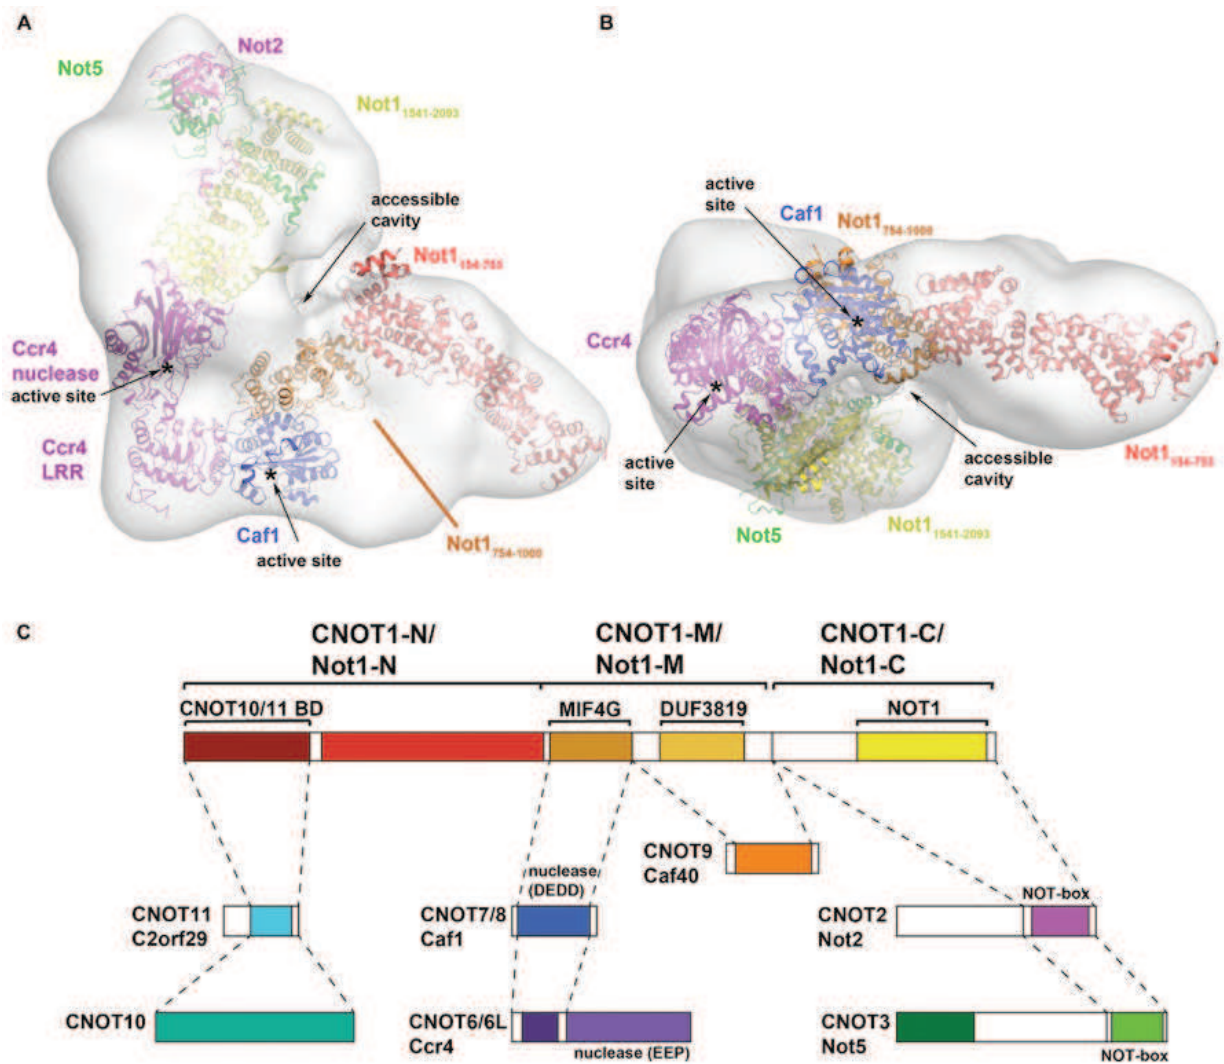 A
Not2
Not5
Not1 1541-2093
accessible
cavity
Not1 154-753
Ccr4
nuclease
active site
Ccr4
LRR
Caf1
active site
Not1 754-1000
B
active
site
Caf1
Not1 754-1000
Ccr4
active
site
accessible
cavity
Not1 154-753
Not5
Not1 1541-2093
C
CNOT1-N/
Not1-N
CNOT1-M/
Not1-M
CNOT1-C/
Not1-C
CNOT10/11 BD
MIF4G
DUF3819
NOT1
CNOT9
Caf40
nuclease
(DEDD)
CNOT11
C2orf29
CNOT7/8
Caf1
NOT-box
CNOT2
Not2
CNOT10
CNOT6/6L
Ccr4
nuclease (EEP)
CNOT3
Not5
NOT-box